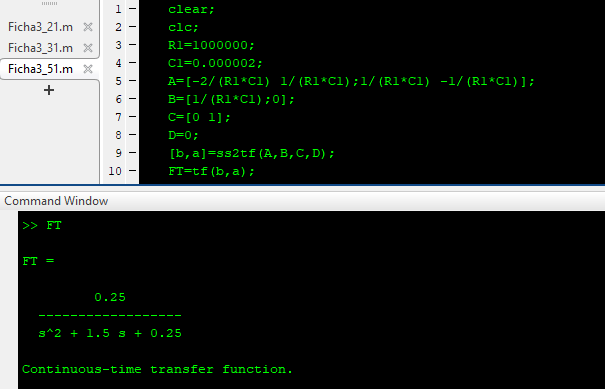 Ficha3_21.m ×
Ficha3_31.m ×
Ficha3_51.m ×
+
1 – clear;
2 – clc;
3 – R1=1000000;
4 – C1=0.000002;
5 – A=[-2/(R1*C1) 1/(R1*C1);1/(R1*C1) -1/(R1*C1)];
6 – B=[1/(R1*C1);0];
7 – C=[0 1];
8 – D=0;
9 – [b,a]=ss2tf(A,B,C,D);
10 – FT=tf(b,a);
Command Window
>> FT
FT =
0.25
------------------
s^2 + 1.5 s + 0.25
Continuous-time transfer function.